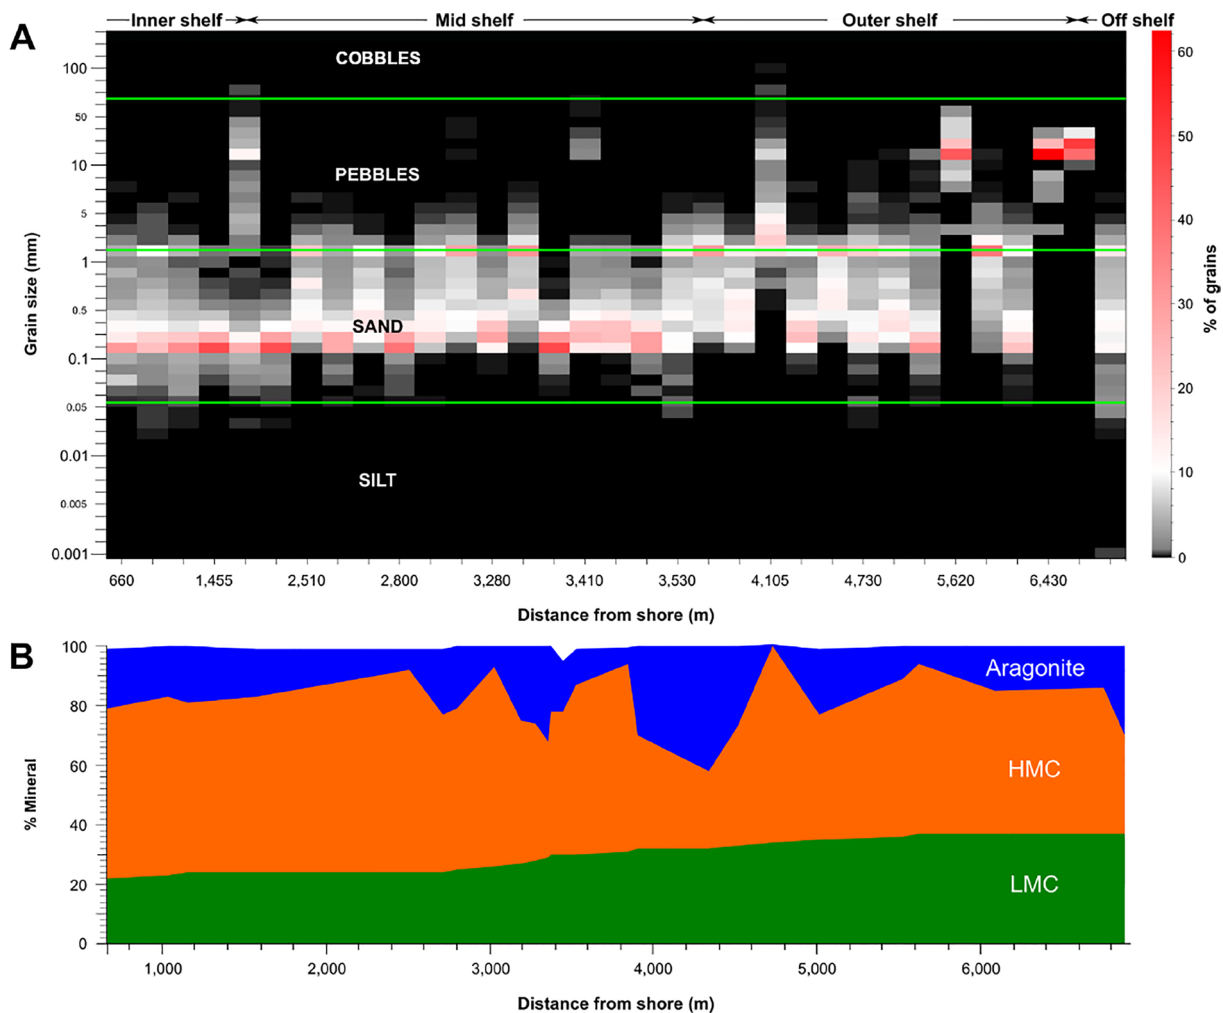 Inner shelf Mid shelf Outer shelf Off shelf
A
COBBLES
PEBBLES
SAND
SILT
Grain size (mm)
100
50
10
5
1
0.5
0.1
0.05
0.01
0.005
0.001
660 1,455 2,510 2,800 3,280 3,410 3,530 4,105 4,730 5,620 6,430
Distance from shore (m)
60
50
40
30
20
10
0
% of grains
B
Aragonite
HMC
LMC
% Mineral
100
80
60
40
20
0
1,000 2,000 3,000 4,000 5,000 6,000
Distance from shore (m)